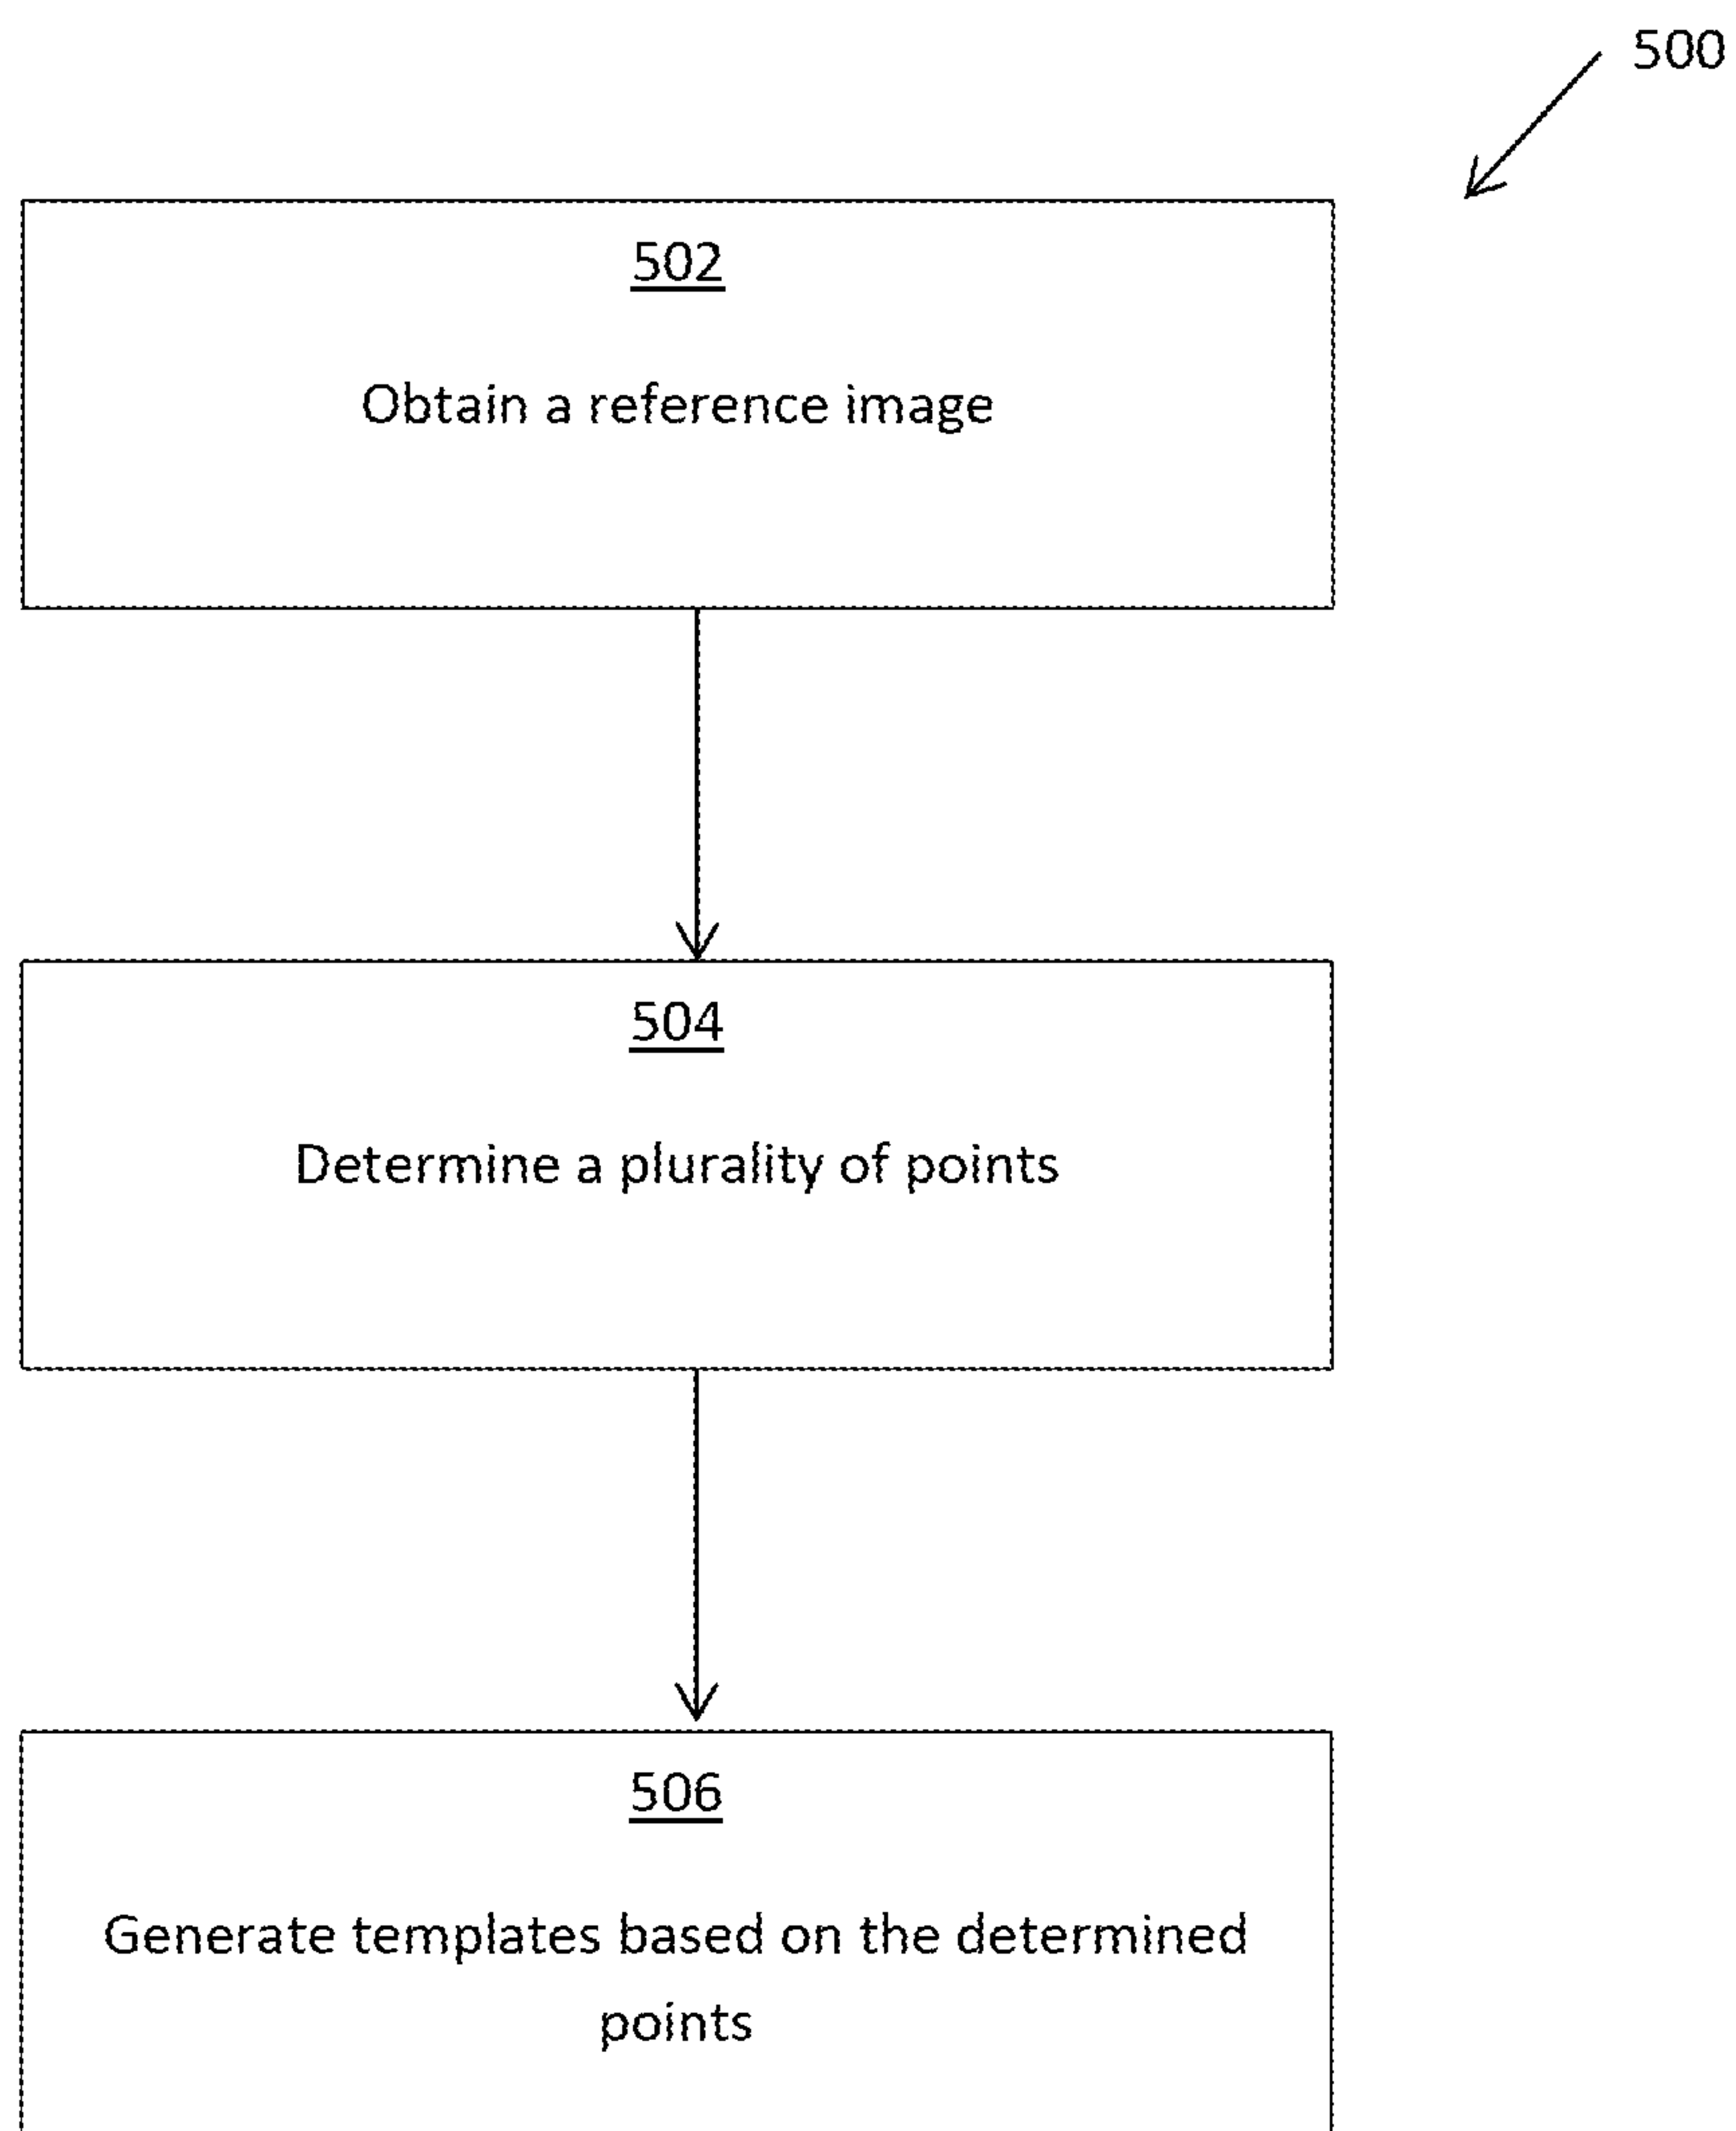 500
502
Obtain a reference image
504
Determine a plurality of points
506
Generate templates based on the determined
points